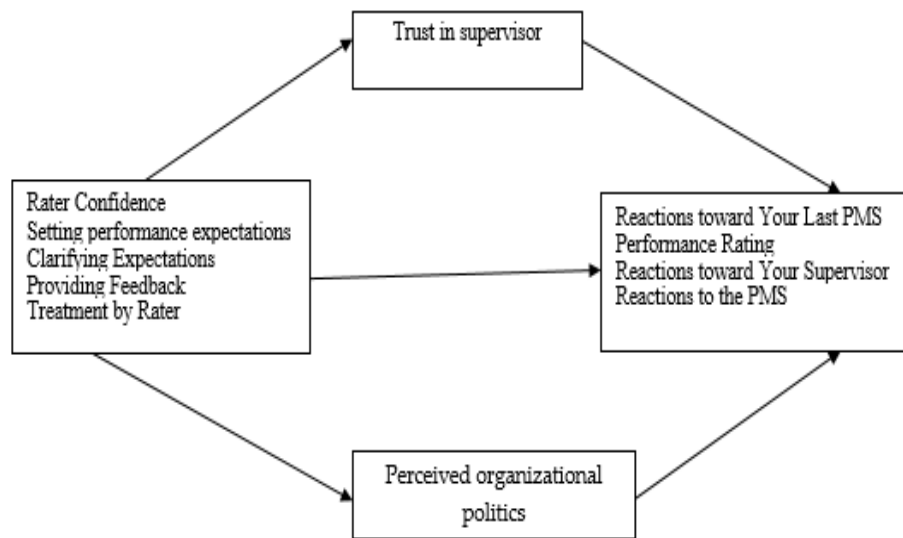 Trust in supervisor
Rater Confidence
Setting performance expectations
Clarifying Expectations
Providing Feedback
Treatment by Rater
Reactions toward Your Last PMS
Performance Rating
Reactions toward Your Supervisor
Reactions to the PMS
Perceived organizational
politics